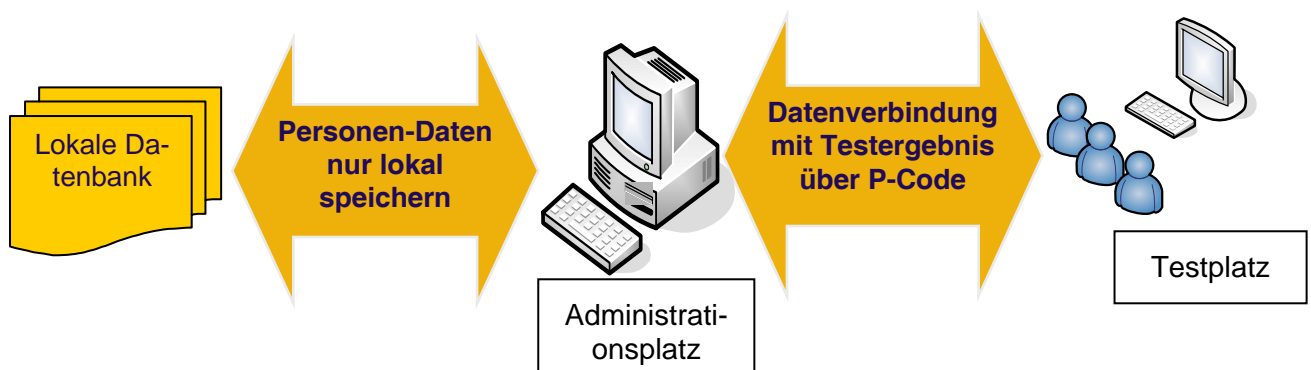 Lokale Da-
tenbank
Personen-Daten
nur lokal
speichern
Administrati-
onsplatz
Datenverbindung
mit Testergebnis
über P-Code
Testplatz